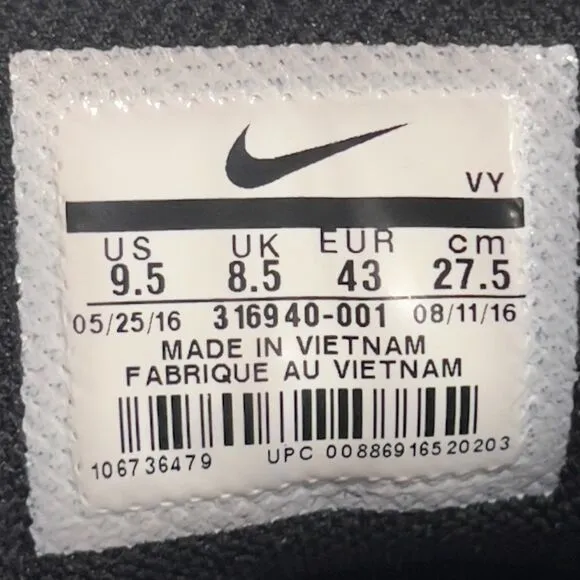 VY
US UK EUR cm
9.5 8.5 43 27.5
05/25/16 316940-001 08/11/16
MADE IN VIETNAM
FABRIQUE AU VIETNAM
106736479 UPC 00886916520203